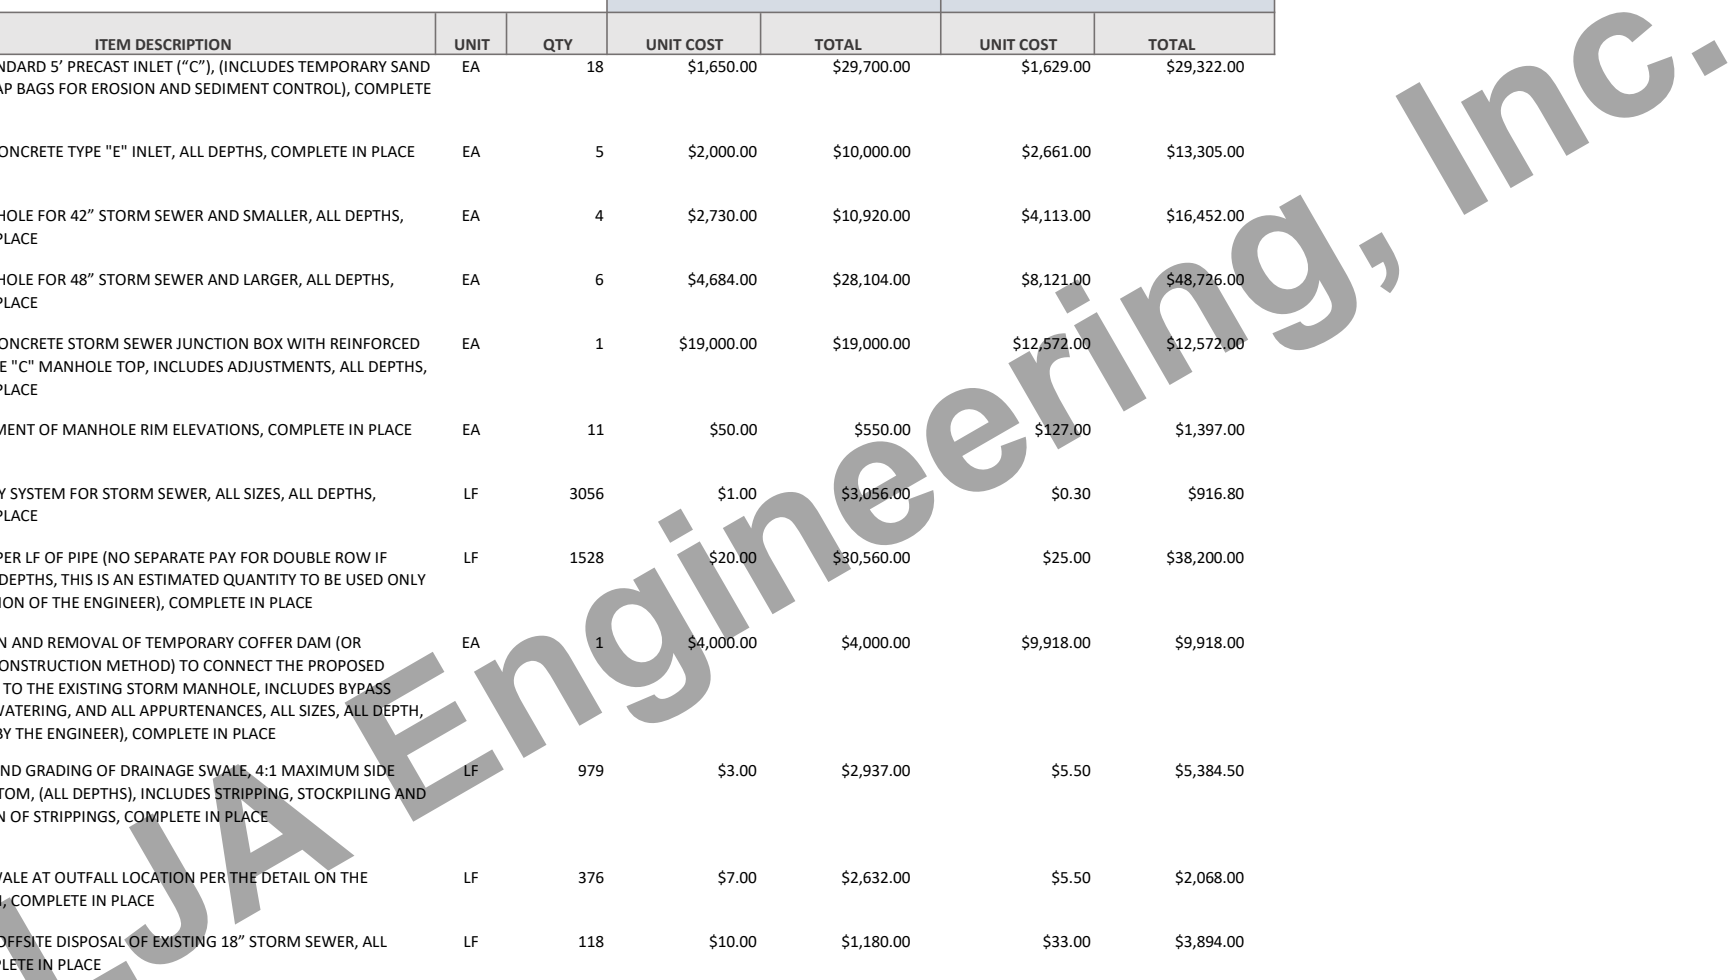 ITEM DESCRIPTION UNIT QTY UNIT COST TOTAL UNIT COST TOTAL
NDARD 5’ PRECAST INLET (“C”), (INCLUDES TEMPORARY SAND EA 18 $1,650.00 $29,700.00 $1,629.00 $29,322.00
AP BAGS FOR EROSION AND SEDIMENT CONTROL), COMPLETE
ONCRETE TYPE "E" INLET, ALL DEPTHS, COMPLETE IN PLACE EA 5 $2,000.00 $10,000.00 $2,661.00 $13,305.00
HOLE FOR 42” STORM SEWER AND SMALLER, ALL DEPTHS, EA 4 $2,730.00 $10,920.00 $4,113.00 $16,452.00
PLACE
HOLE FOR 48” STORM SEWER AND LARGER, ALL DEPTHS, EA 6 $4,684.00 $28,104.00 $8,121.00 $48,726.00
PLACE
ONCRETE STORM SEWER JUNCTION BOX WITH REINFORCED EA 1 $19,000.00 $19,000.00 $12,572.00 $12,572.00
E "C" MANHOLE TOP, INCLUDES ADJUSTMENTS, ALL DEPTHS,
PLACE
MENT OF MANHOLE RIM ELEVATIONS, COMPLETE IN PLACE EA 11 $50.00 $550.00 $127.00 $1,397.00
Y SYSTEM FOR STORM SEWER, ALL SIZES, ALL DEPTHS, LF 3056 $1.00 $3,056.00 $0.30 $916.80
PLACE
PER LF OF PIPE (NO SEPARATE PAY FOR DOUBLE ROW IF LF 1528 $20.00 $30,560.00 $25.00 $38,200.00
DEPTHS, THIS IS AN ESTIMATED QUANTITY TO BE USED ONLY
ION OF THE ENGINEER), COMPLETE IN PLACE
N AND REMOVAL OF TEMPORARY COFFER DAM (OR EA 1 $4,000.00 $4,000.00 $9,918.00 $9,918.00
ONSTRUCTION METHOD) TO CONNECT THE PROPOSED
TO THE EXISTING STORM MANHOLE, INCLUDES BYPASS
WATERING, AND ALL APPURTENANCES, ALL SIZES, ALL DEPTH,
BY THE ENGINEER), COMPLETE IN PLACE
ND GRADING OF DRAINAGE SWALE, 4:1 MAXIMUM SIDE LF 979 $3.00 $2,937.00 $5.50 $5,384.50
TOM, (ALL DEPTHS), INCLUDES STRIPPING, STOCKPILING AND
N OF STRIPPINGS, COMPLETE IN PLACE
WALE AT OUTFALL LOCATION PER THE DETAIL ON THE LF 376 $7.00 $2,632.00 $5.50 $2,068.00
, COMPLETE IN PLACE
OFFSITE DISPOSAL OF EXISTING 18” STORM SEWER, ALL LF 118 $10.00 $1,180.00 $33.00 $3,894.00
PLETE IN PLACE
LJA Engineering, Inc.